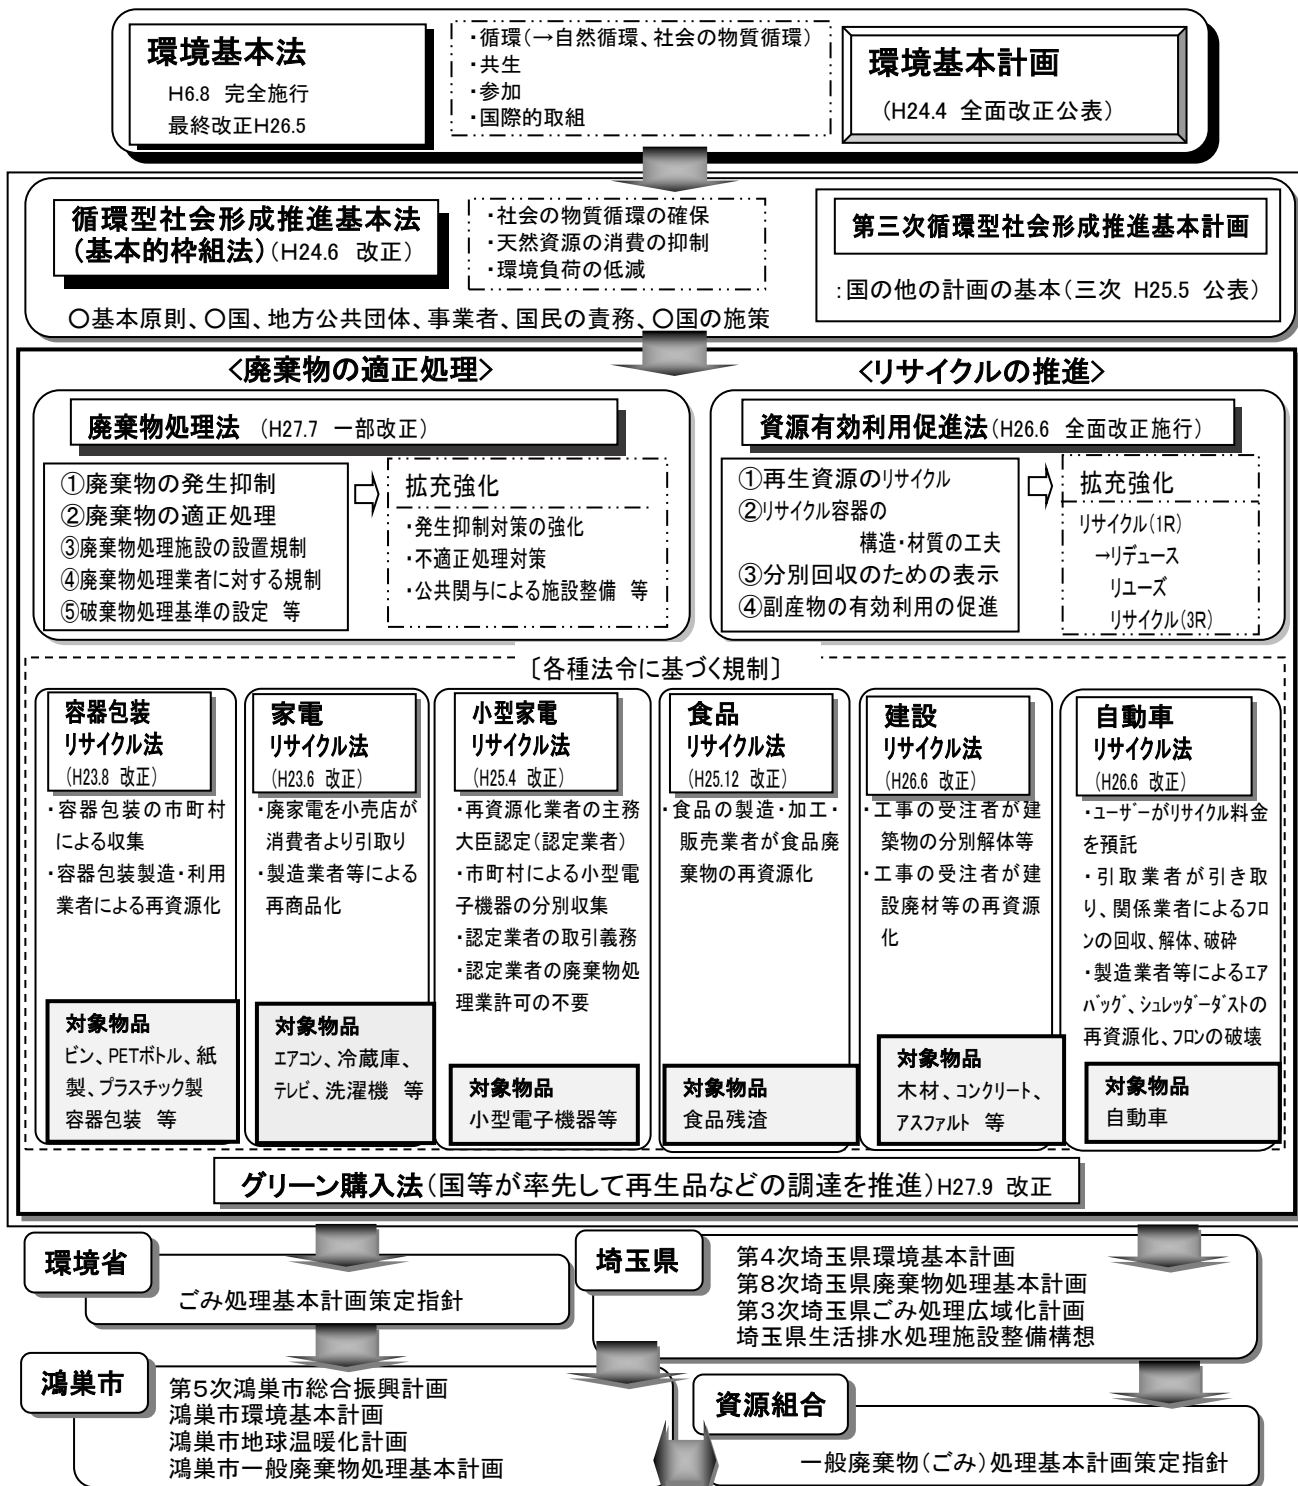 環境基本法
H6.8 完全施行
最終改正H26.5
・循環(→自然循環、社会の物質循環)
・共生
・参加
・国際的取組
環境基本計画
(H24.4 全面改正公表)
循環型社会形成推進基本法
(基本的枠組法)(H24.6 改正)
・社会の物質循環の確保
・天然資源の消費の抑制
・環境負荷の低減
第三次循環型社会形成推進基本計画
:国の他の計画の基本(三次 H25.5 公表)
○基本原則、○国、地方公共団体、事業者、国民の責務、○国の施策
<廃棄物の適正処理>
廃棄物処理法 (H27.7 一部改正)
①廃棄物の発生抑制
②廃棄物の適正処理
③廃棄物処理施設の設置規制
④廃棄物処理業者に対する規制
⑤破棄物処理基準の設定 等
拡充強化
・発生抑制対策の強化
・不適正処理対策
・公共関与による施設整備 等
<リサイクルの推進>
資源有効利用促進法(H26.6 全面改正施行)
①再生資源のリサイクル
②リサイクル容器の
構造・材質の工夫
③分別回収のための表示
④副産物の有効利用の促進
拡充強化
リサイクル(1R)
→リデュース
リユーズ
リサイクル(3R)
〔各種法令に基づく規制〕
容器包装
リサイクル法
(H23.8 改正)
・容器包装の市町村
による収集
・容器包装製造・利用
業者による再資源化
対象物品
ビン、PETボトル、紙
製、プラスチック製
容器包装 等
家電
リサイクル法
(H23.6 改正)
・廃家電を小売店が
消費者より引取り
・製造業者等による
再商品化
対象物品
エアコン、冷蔵庫、
テレビ、洗濯機 等
小型家電
リサイクル法
(H25.4 改正)
・再資源化業者の主務
大臣認定(認定業者)
・市町村による小型電
子機器の分別収集
・認定業者の取引義務
・認定業者の廃棄物処
理業許可の不要
対象物品
小型電子機器等
食品
リサイクル法
(H25.12 改正)
・食品の製造・加工・
販売業者が食品廃
棄物の再資源化
対象物品
食品残渣
建設
リサイクル法
(H26.6 改正)
・工事の受注者が建
築物の分別解体等
・工事の受注者が建
設廃材等の再資源
化
対象物品
木材、コンクリート、
アスファルト 等
自動車
リサイクル法
(H26.6 改正)
・ユーザーがリサイクル料金
を預託
・引取業者が引き取
り、関係業者によるフロ
ンの回収、解体、破砕
・製造業者等によるエア
バッグ、シュレッダーダストの
再資源化、フロンの破壊
対象物品
自動車
グリーン購入法(国等が率先して再生品などの調達を推進)H27.9 改正
環境省
ごみ処理基本計画策定指針
埼玉県
第4次埼玉県環境基本計画
第8次埼玉県廃棄物処理基本計画
第3次埼玉県ごみ処理広域化計画
埼玉県生活排水処理施設整備構想
鴻巣市
第5次鴻巣市総合振興計画
鴻巣市環境基本計画
鴻巣市地球温暖化計画
鴻巣市一般廃棄物処理基本計画
資源組合
一般廃棄物(ごみ)処理基本計画策定指針